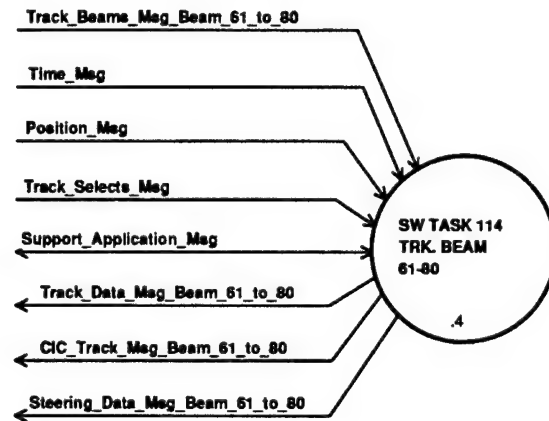 Track_Beams_Msg_Beam_61_to_80
Time_Msg
Position_Msg
Track_Selects_Msg
Support_Application_Msg
Track_Data_Msg_Beam_61_to_80
CIC_Track_Msg_Beam_61_to_80
Steering_Data_Msg_Beam_61_to_80
SW TASK 114
TRK. BEAM
61-80
.4